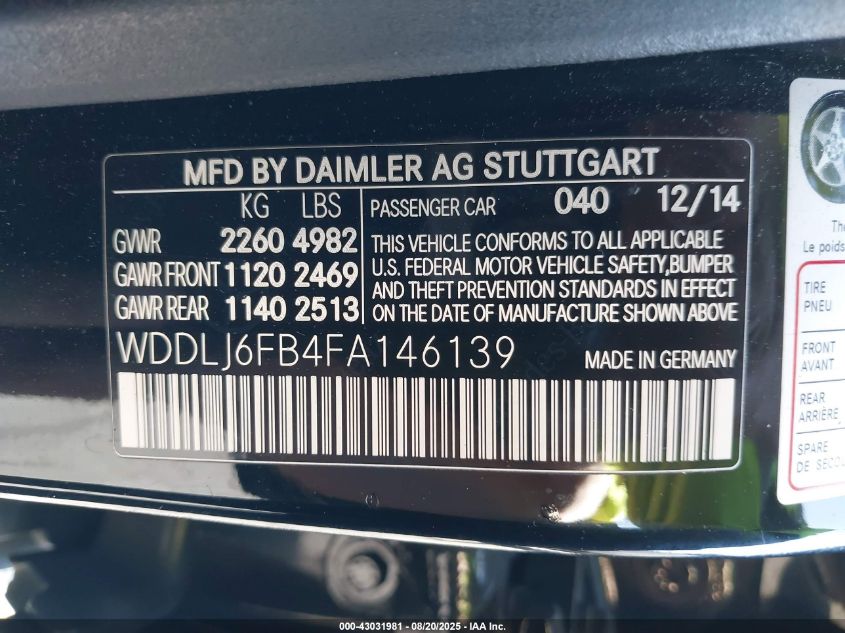 MFD BY DAIMLER AG STUTTGART
KG LBS
PASSENGER CAR 040 12/14
GVWR 2260 4982
GAWR FRONT 1120 2469
GAWR REAR 1140 2513
THIS VEHICLE CONFORMS TO ALL APPLICABLE
U.S. FEDERAL MOTOR VEHICLE SAFETY,BUMPER
AND THEFT PREVENTION STANDARDS IN EFFECT
ON THE DATE OF MANUFACTURE SHOWN ABOVE
WDDLJ6FB4FA146139
MADE IN GERMANY
Le poids
TIRE
PNEU
FRONT
AVANT
REAR
ARRIÈRE
SPARE
DE
000-43031981 - 08/20/2025 - IAA Inc.